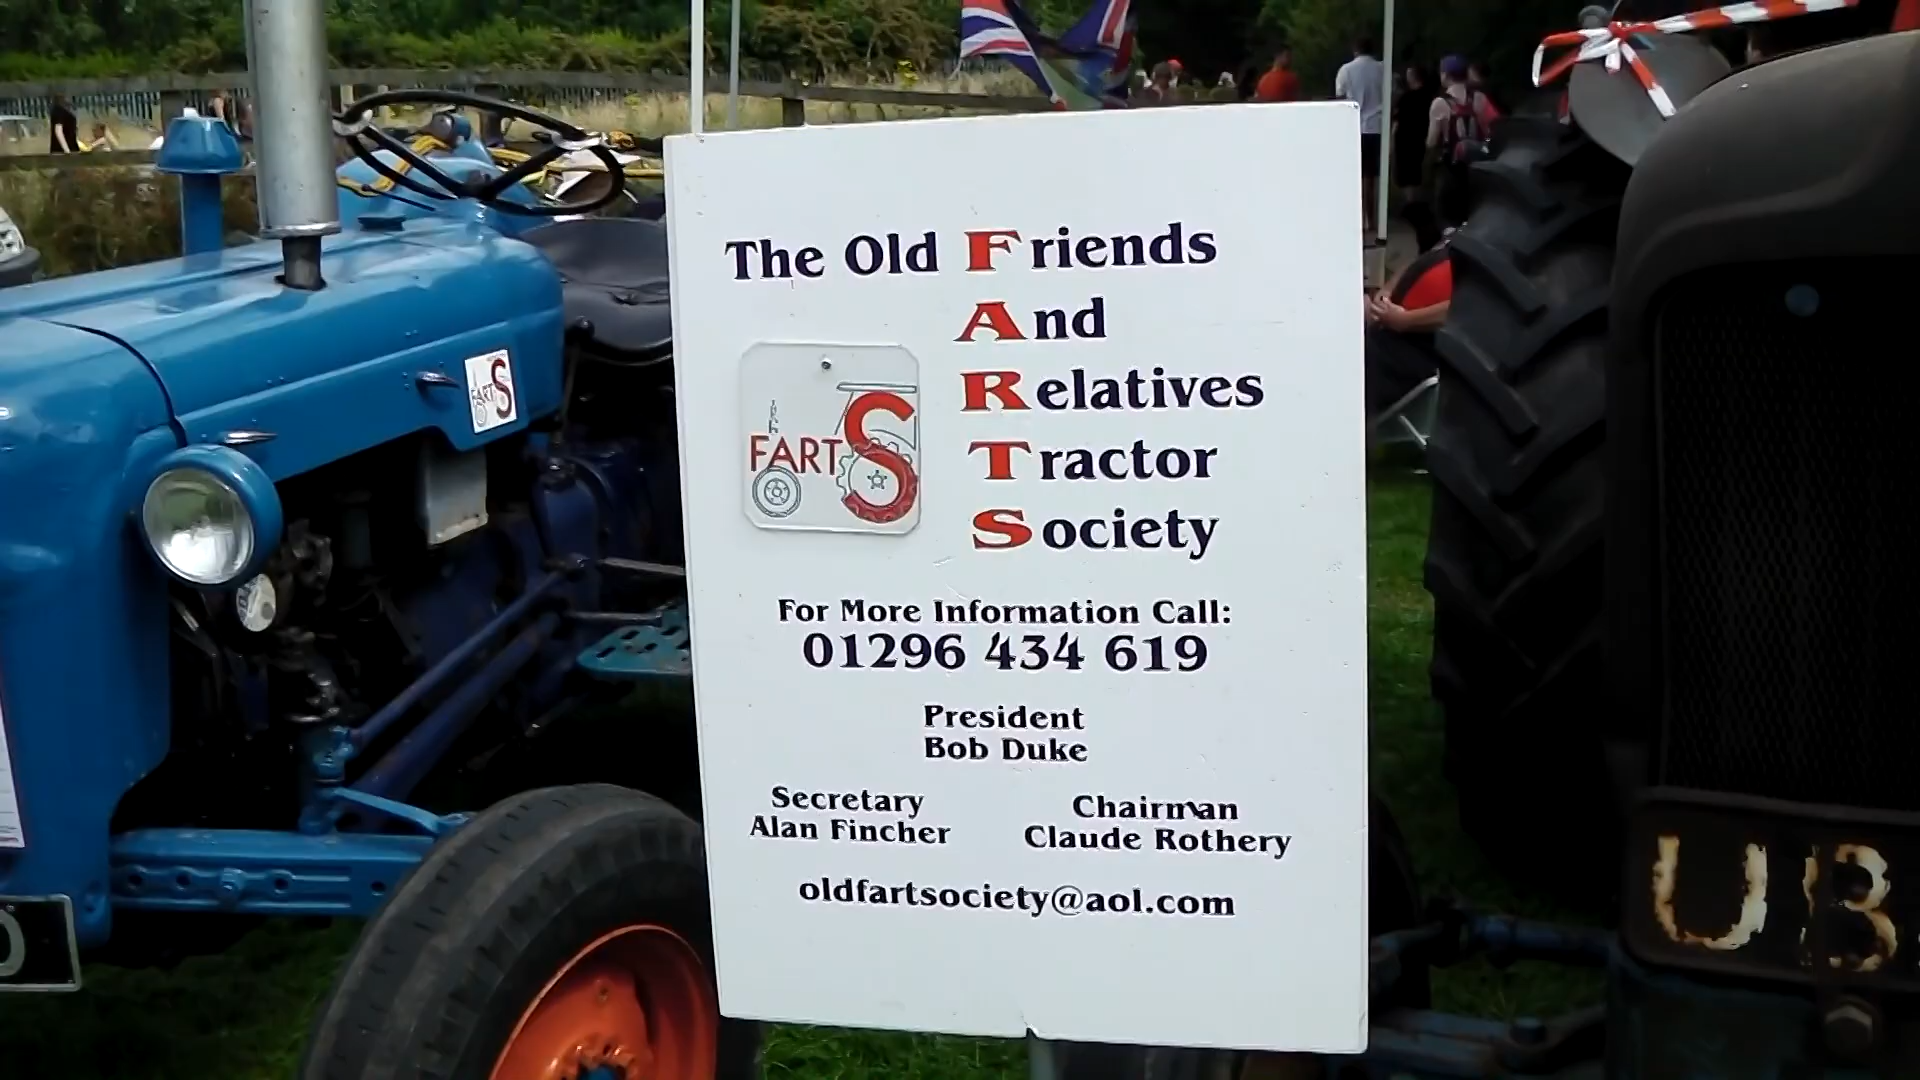 The Old Friends
And
Relatives
Tractor
Society
FARTS
FARTS
For More Information Call:
01296 434 619
President
Bob Duke
Secretary
Alan Fincher
Chairman
Claude Rothery
oldfartsociety@aol.com
UB